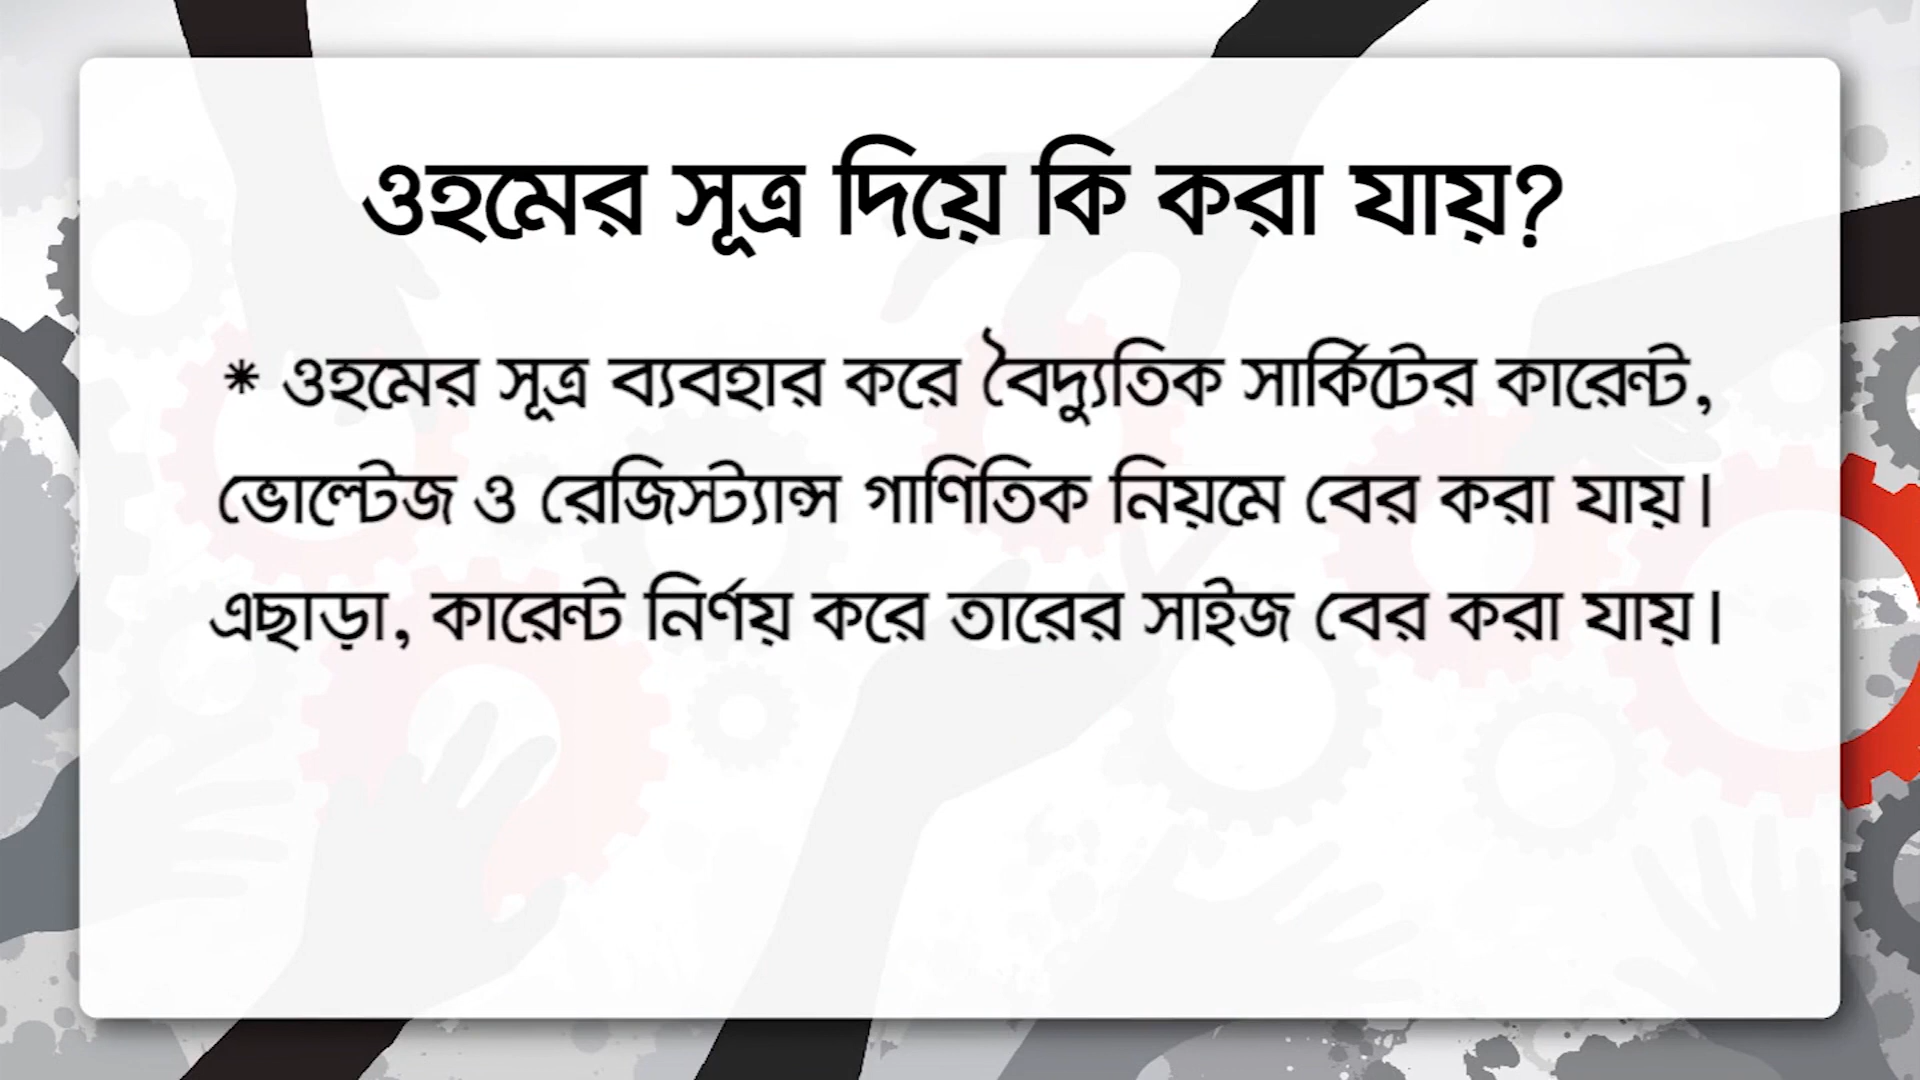 ওহমের সূত্র দিয়ে কি করা যায়?
* ওহমের সূত্র ব্যবহার করে বৈদ্যুতিক সার্কিটের কারেন্ট,
ভোল্টেজ ও রেজিস্ট্যান্স গাণিতিক নিয়মে বের করা যায়।
এছাড়া, কারেন্ট নির্ণয় করে তারের সাইজ বের করা যায়।